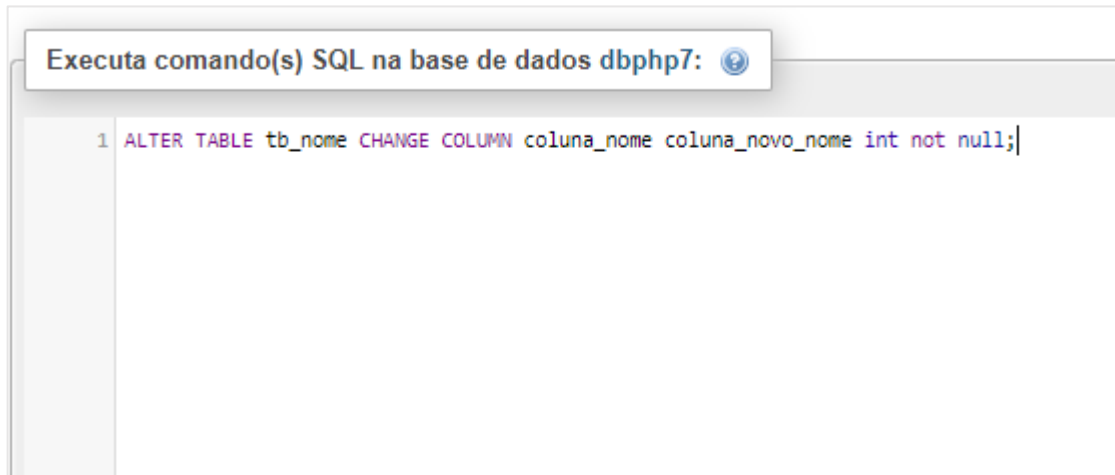 Executa comando(s) SQL na base de dados dbphp7:
1 ALTER TABLE tb_nome CHANGE COLUMN coluna_nome coluna_novo_nome int not null;